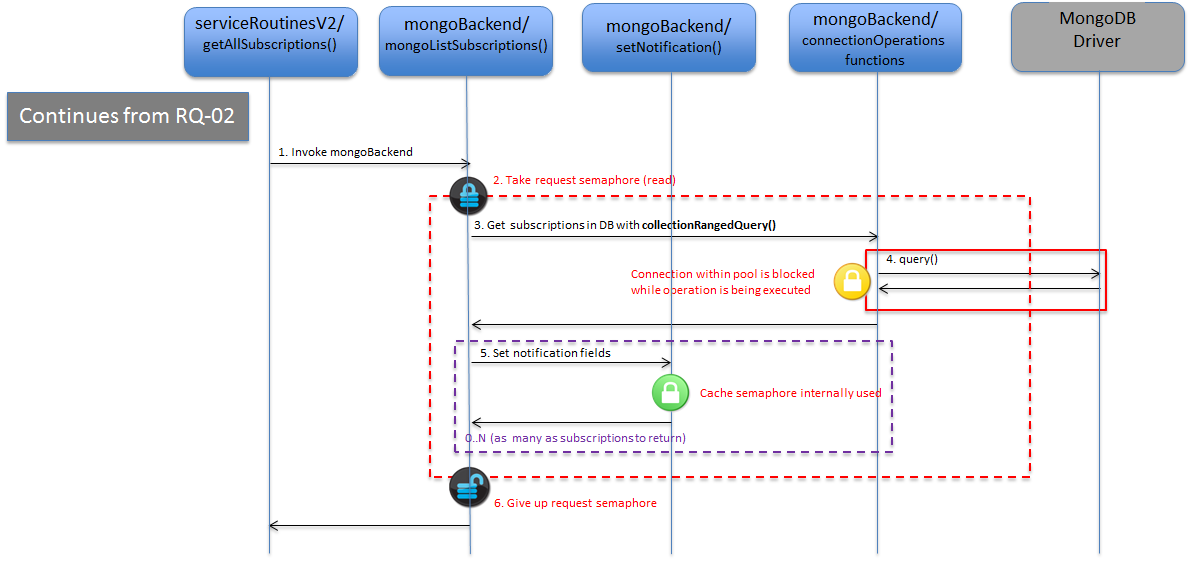 serviceRoutinesV2/
getAllSubscriptions()
mongoBackend/
mongoListSubscriptions()
mongoBackend/
setNotification()
mongoBackend/
connectionOperations
functions
MongoDB
Driver
Continues from RQ-02
1. Invoke mongoBackend
2. Take request semaphore (read)
3. Get subscriptions in DB with collectionRangedQuery()
4. query()
Connection within pool is blocked
while operation is being executed
5. Set notification fields
Cache semaphore internally used
0..N (as many as subscriptions to return)
6. Give up request semaphore